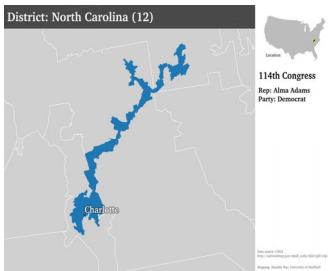 District: North Carolina (12)
Location
114th Congress
Rep: Alma Adams
Party: Democrat
Charlotte